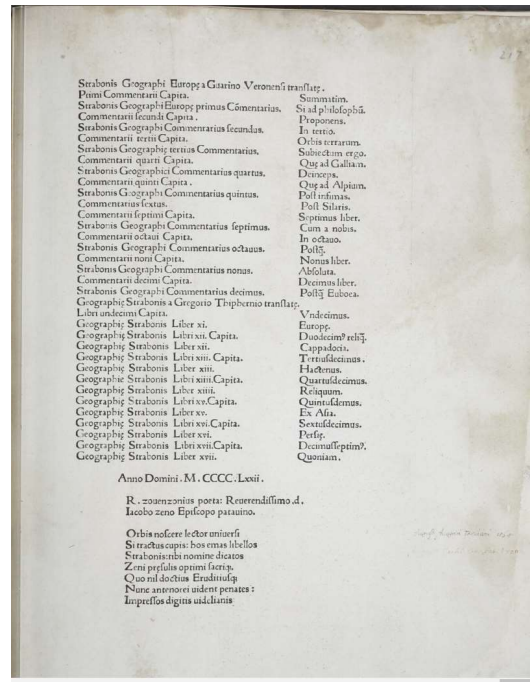 217
Strabonis Geographi Europę a Guarino Veronensi translatę.
Primi Commentarii Capita. Summatim.
Strabonis Geographi Europę primus Cōmentarius. Si ad philosophū.
Commentarii secundi Capita. Proponens.
Strabonis Geographi Commentarius secundus. In tertio.
Commentarii tertii Capita. Orbis terrarum.
Strabonis Geographię tertius Commentarius. Subiectum ergo.
Commentarii quarti Capita. Quę ad Galliam.
Strabonis Geographici Commentarius quartus. Deinceps.
Commentarii quinti Capita. Quę ad Alpium.
Strabonis Geographi Commentarius quintus. Post infimas.
Commentarius sextus. Post Silaris.
Commentarii septimi Capita. Septimus liber.
Strabonis Geographi Commentarius septimus. Cum a nobis.
Commentarii octaui Capita. In octauo.
Strabonis Geographi Commentarius octauus. Postq̄.
Commentarii noni Capita. Nonus liber.
Strabonis Geographi Commentarius nonus. Absoluta.
Commentarii decimi Capita. Decimus liber.
Strabonis Geographi Commentarius decimus. Postq̄ Euboea.
Geographię Strabonis a Gregorio Thiphernio translatę.
Libri undecimi Capita. Vndecimus.
Geographię Strabonis Liber xi. Europę.
Geographię Strabonis Libri xii. Capita. Duodecimꝰ reliq̄.
Geographię Strabonis Liber xii. Cappadocia.
Geographię Strabonis Libri xiii. Capita. Tertiusdecimus.
Geographię Strabonis Liber xiii. Hactenus.
Geographię Strabonis Libri xiiii. Capita. Quartusdecimus.
Geographię Strabonis Liber xiiii. Reliquum.
Geographię Strabonis Libri xv. Capita. Quintusdemus.
Geographię Strabonis Liber xv. Ex Asia.
Geographię Strabonis Libri xvi. Capita. Sextusdecimus.
Geographię Strabonis Liber xvi. Persię.
Geographię Strabonis Libri xvii. Capita. Decimusseptimꝰ.
Geographię Strabonis Liber xvii. Quoniam.
Anno Domini. M. CCCC. Lxxii.
R. zouenzonius poeta: Reuerendissimo .d.
Iacobo zeno Episcopo patauino.
Orbis noscere lector uniuersi
Si tractus cupis: hos emas libellos
Strabonis: tibi nomine dicatos
Zeni pręsulis optimi sacriq̧.
Quo nil doctius Eruditiusq̧
Nunc antenorei uident penates:
Impressos digitis uidelianis